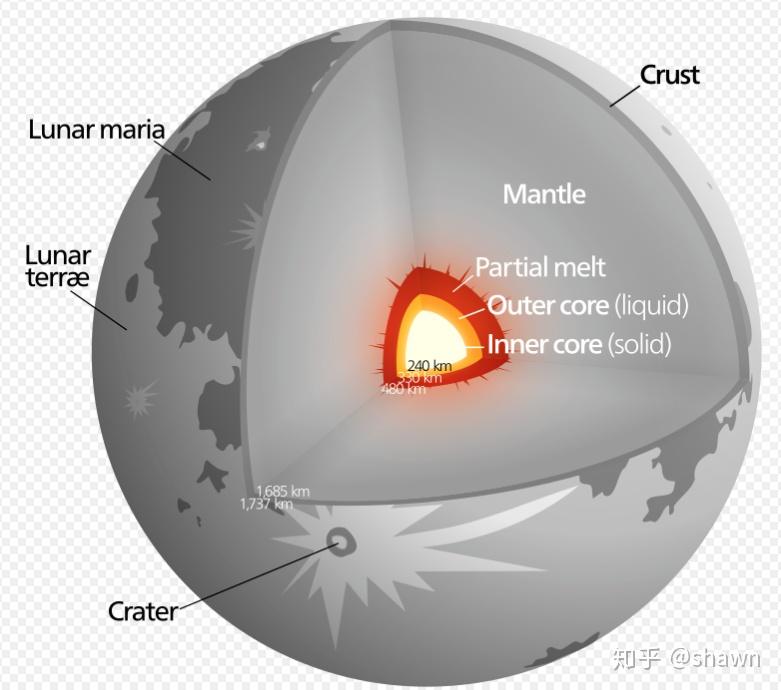 Crust
Lunar maria
Mantle
Lunar
terræ
Partial melt
Outer core (liquid)
Inner core (solid)
240 km
330 km
480 km
1,685 km
1,737 km
Crater
知乎 @shawn